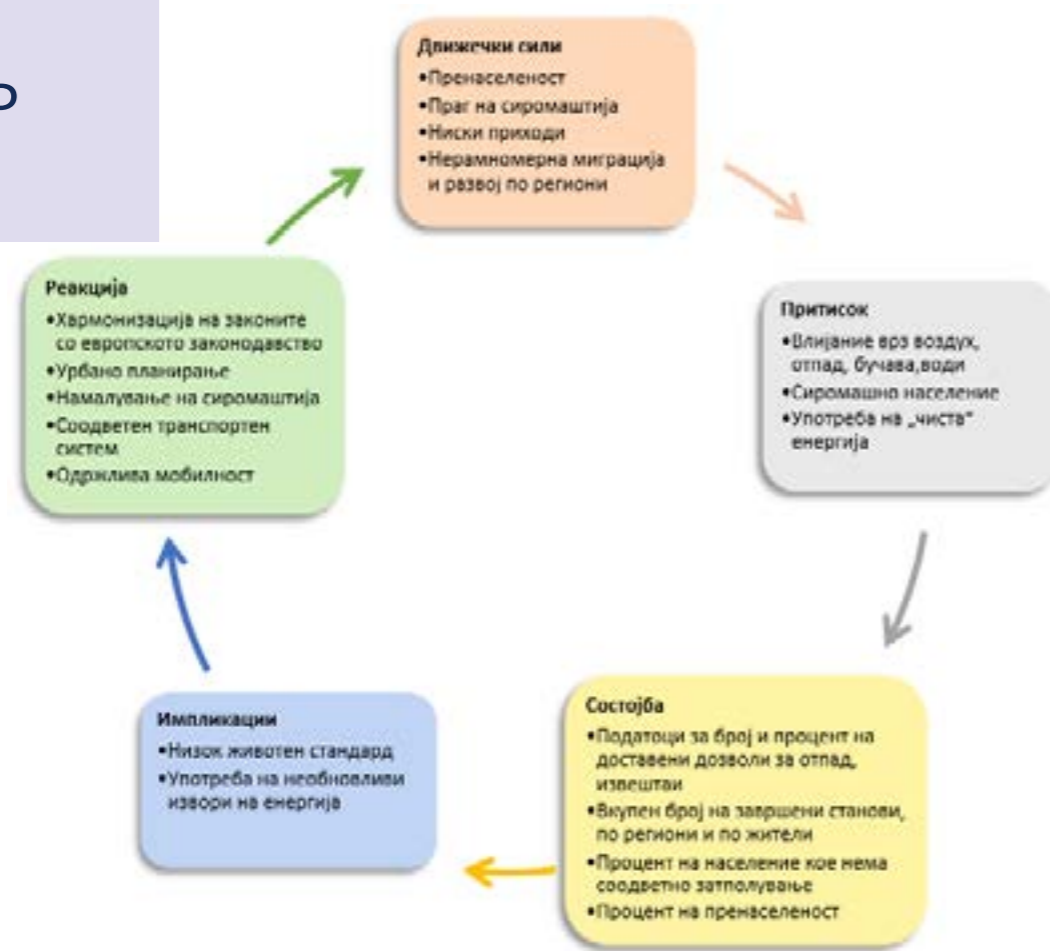 Движечки сили
•Пренаселеност
•Праг на сиромаштија
•Ниски приходи
•Нерамномерна миграција
и развој по региони
Притисок
•Влијание врз воздух,
отпад, бучава,води
•Сиромашно население
•Употреба на „чиста“
енергија
Состојба
•Податоци за број и процент на
доставени дозволи за отпад,
извештаи
•Вкупен број на завршени станови,
по региони и по жители
•Процент на население кое нема
соодветно затполување
•Процент на пренаселеност
Импликации
•Низок животен стандард
•Употреба на необновливи
извори на енергија
Реакција
•Хармонизација на законите
со европското законодавство
•Урбано планирање
•Намалување на сиромаштија
•Соодветен транспортен
систем
•Одржлива мобилност